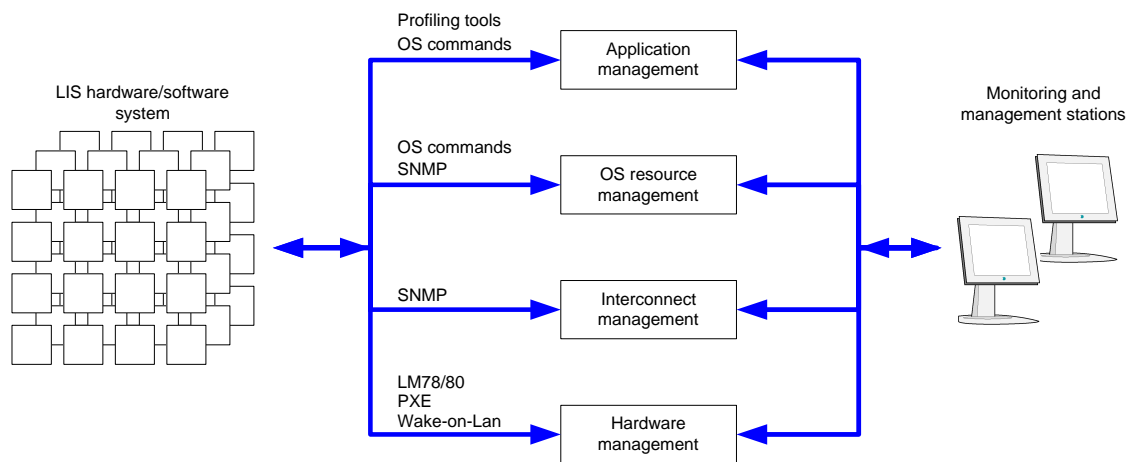 Profiling tools
OS commands
Application
management
LIS hardware/software
system
Monitoring and
management stations
OS commands
SNMP
OS resource
management
SNMP
Interconnect
management
LM78/80
PXE
Wake-on-Lan
Hardware
management